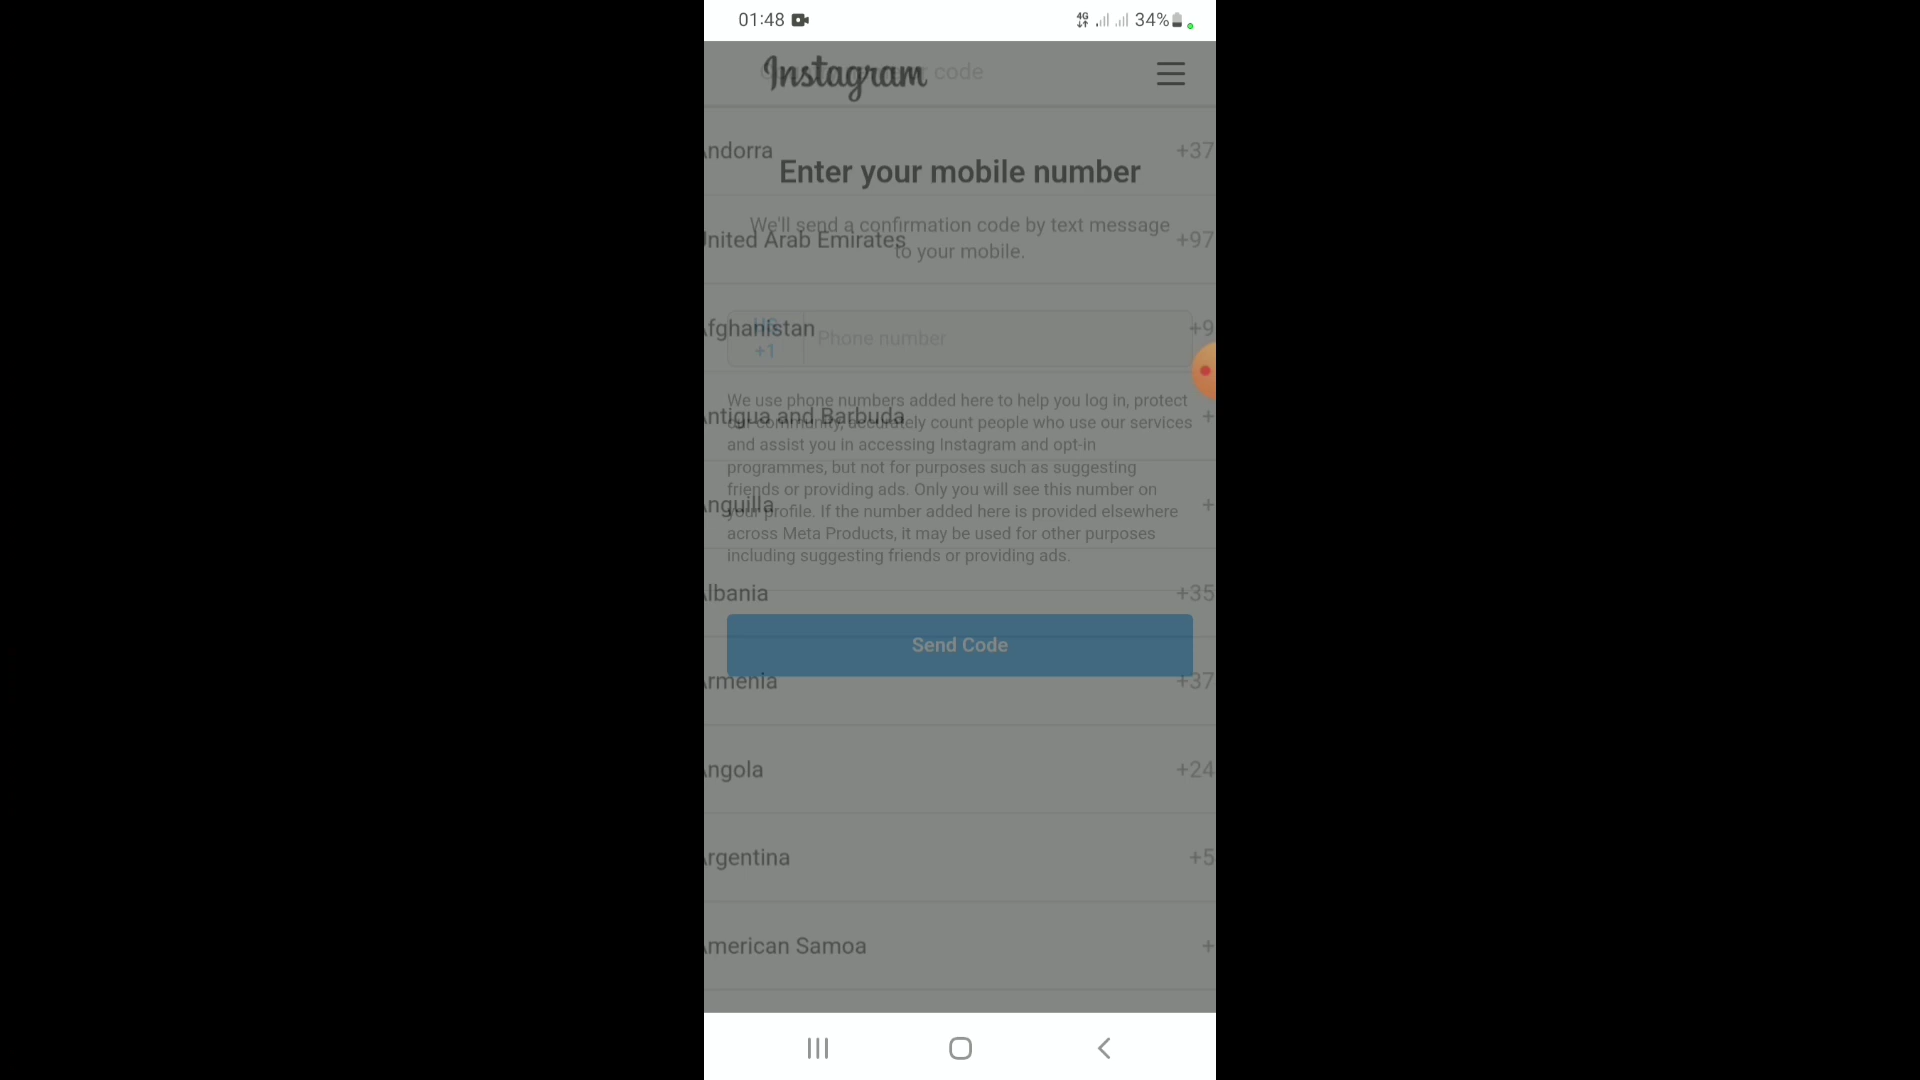 01:48
4G
34%
Instagram
code
Andorra
+37
Enter your mobile number
We'll send a confirmation code by text message
to your mobile.
United Arab Emirates
+97
Afghanistan
+9
US
+1
Phone number
We use phone numbers added here to help you log in, protect
our community, accurately count people who use our services
and assist you in accessing Instagram and opt-in
programmes, but not for purposes such as suggesting
friends or providing ads. Only you will see this number on
your profile. If the number added here is provided elsewhere
across Meta Products, it may be used for other purposes
including suggesting friends or providing ads.
Antigua and Barbuda
+
Anguilla
+
Albania
+35
Send Code
Armenia
+37
Angola
+24
Argentina
+5
American Samoa
+